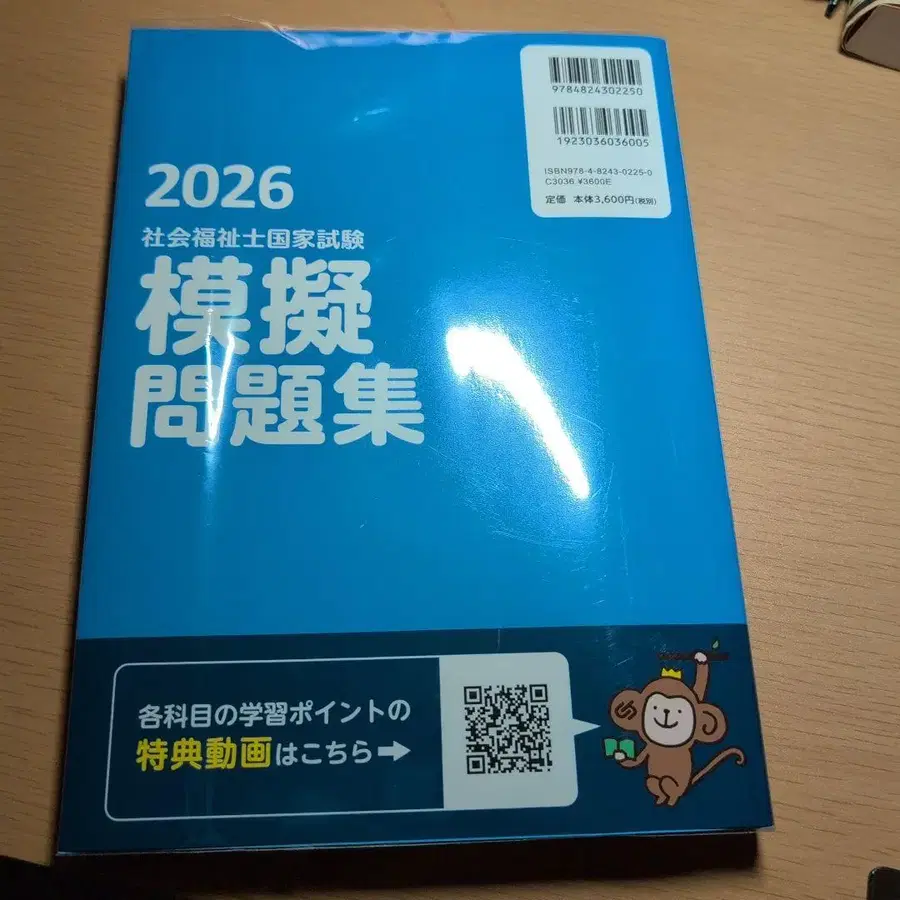 9784824302250
1923036036005
ISBN978-4-8243-0225-0
C3036 ¥3600E
定価 本体3,600円(税別)
2026
社会福祉士国家試験
模擬
問題集
各科目の学習ポイントの
特典動画はこちら➡